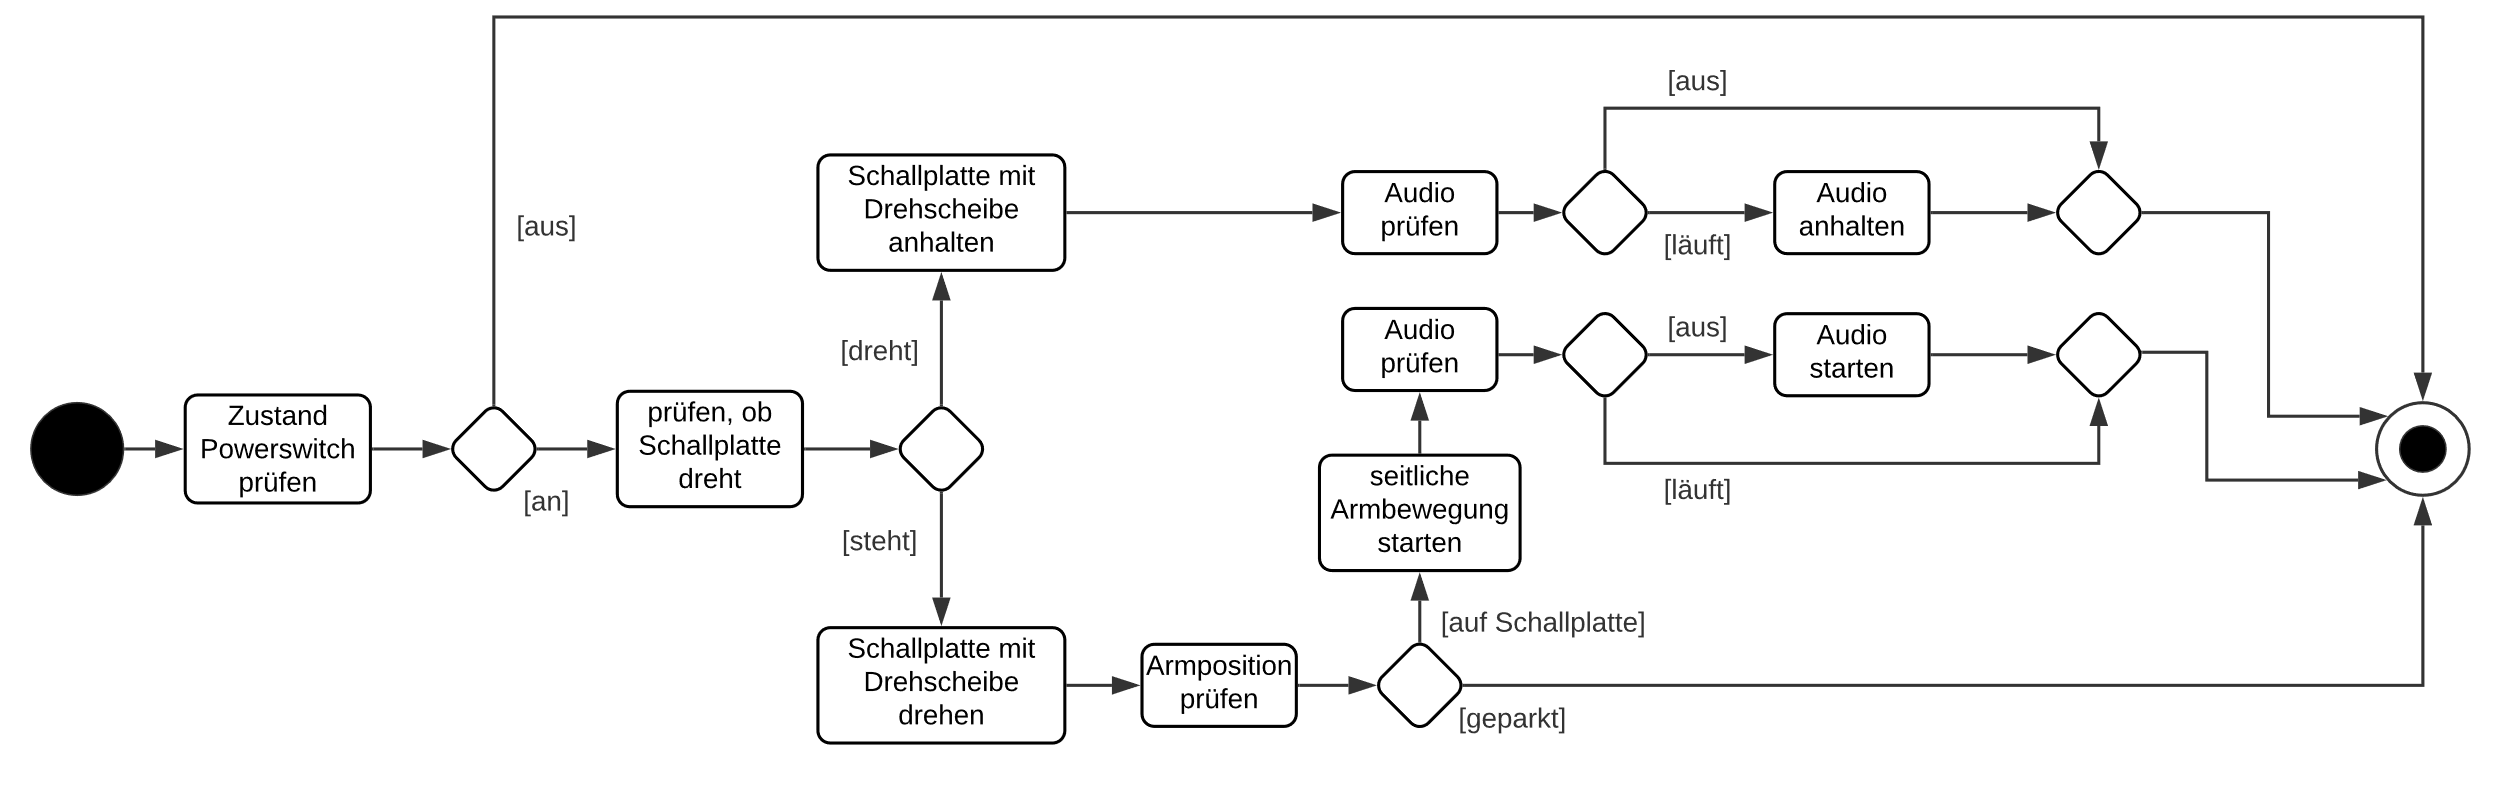 Zustand
Powerswitch
prüfen
[aus]
[an]
prüfen, ob
Schallplatte
dreht
[dreht]
[steht]
Schallplatte mit
Drehscheibe
anhalten
Audio
prüfen
[aus]
[läuft]
Audio
anhalten
Schallplatte mit
Drehscheibe
drehen
Armposition
prüfen
[auf Schallplatte]
[geparkt]
seitliche
Armbewegung
starten
Audio
prüfen
[aus]
[läuft]
Audio
starten